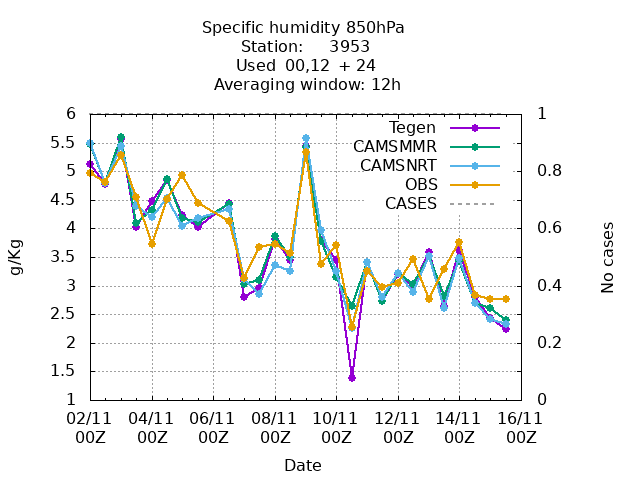 Specific humidity 850hPa
Station: 3953
Used 00,12 + 24
Averaging window: 12h
6
5.5
5
4.5
4
3.5
3
2.5
2
1.5
1
g/Kg
Tegen
CAMSMMR
CAMSNRT
OBS
CASES
1
0.8
0.6
0.4
0.2
0
No cases
02/11 04/11 06/11 08/11 10/11 12/11 14/11 16/11
00Z 00Z 00Z 00Z 00Z 00Z 00Z 00Z
Date